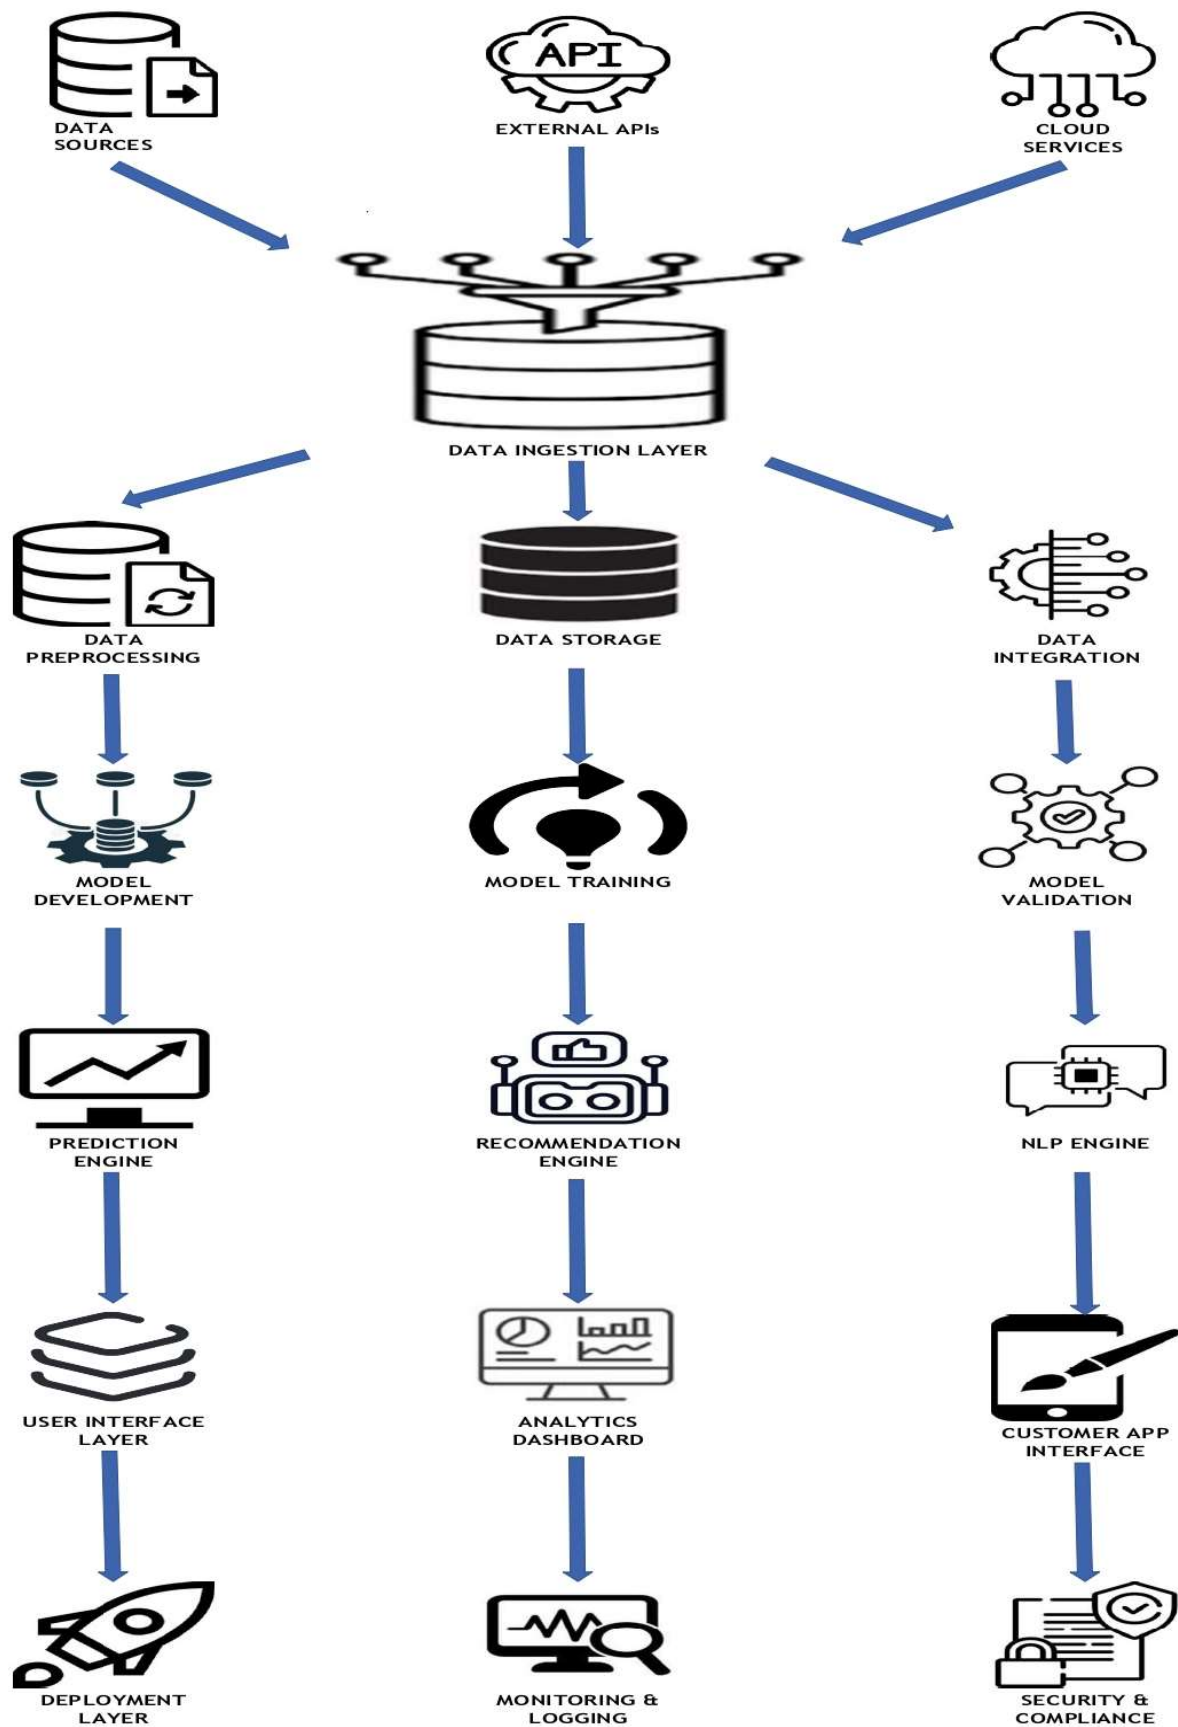 DATA
SOURCES
API
EXTERNAL APIs
CLOUD
SERVICES
DATA INGESTION LAYER
DATA
PREPROCESSING
DATA STORAGE
DATA
INTEGRATION
MODEL
DEVELOPMENT
MODEL TRAINING
MODEL
VALIDATION
PREDICTION
ENGINE
RECOMMENDATION
ENGINE
NLP ENGINE
USER INTERFACE
LAYER
ANALYTICS
DASHBOARD
CUSTOMER APP
INTERFACE
DEPLOYMENT
LAYER
MONITORING &
LOGGING
SECURITY &
COMPLIANCE